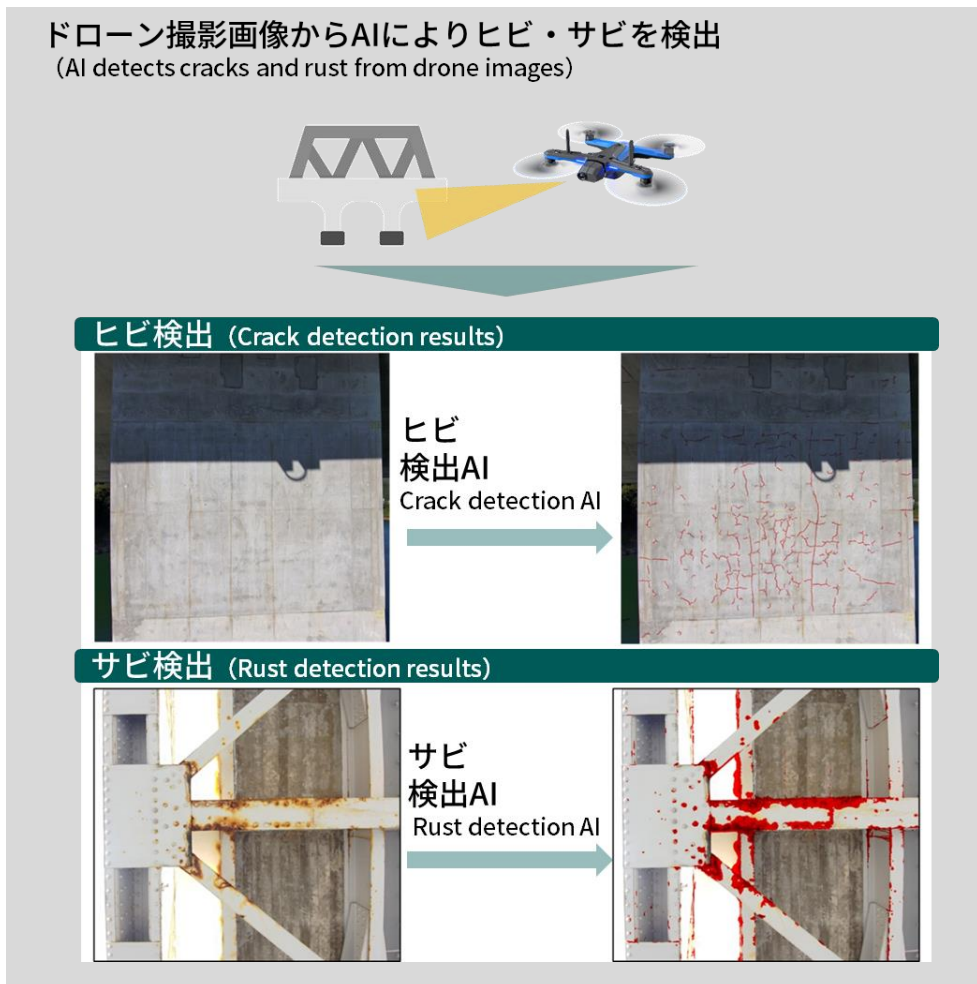 ドローン撮影画像からAIによりヒビ・サビを検出
（AI detects cracks and rust from drone images）
ヒビ検出（Crack detection results）
ヒビ
検出AI
Crack detection AI
サビ検出（Rust detection results）
サビ
検出AI
Rust detection AI